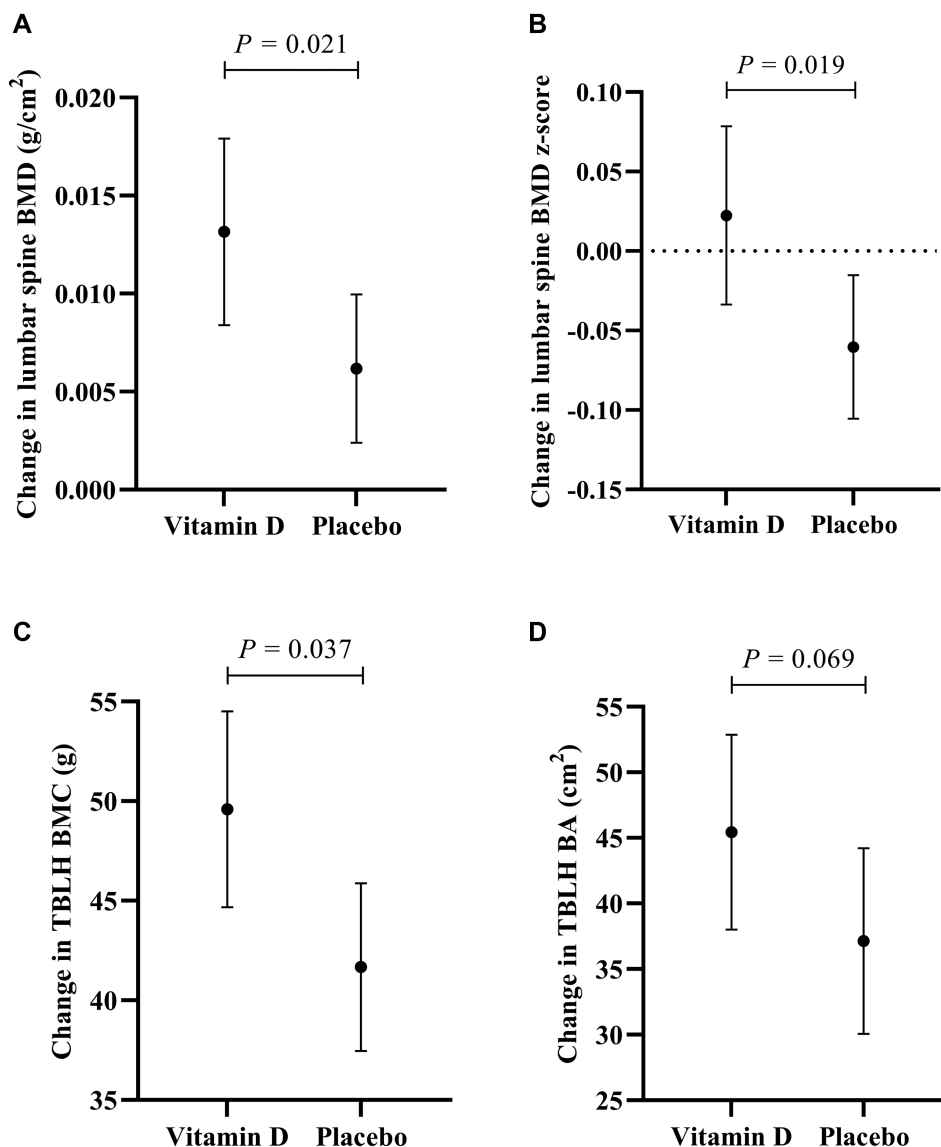 A
P = 0.021
Change in lumbar spine BMD (g/cm²)
0.020
0.015
0.010
0.005
0.000
Vitamin D Placebo
B
P = 0.019
Change in lumbar spine BMD z-score
0.10
0.05
0.00
-0.05
-0.10
-0.15
Vitamin D Placebo
C
P = 0.037
Change in TBLH BMC (g)
55
50
45
40
35
Vitamin D Placebo
D
P = 0.069
Change in TBLH BA (cm²)
55
50
45
40
35
30
25
Vitamin D Placebo